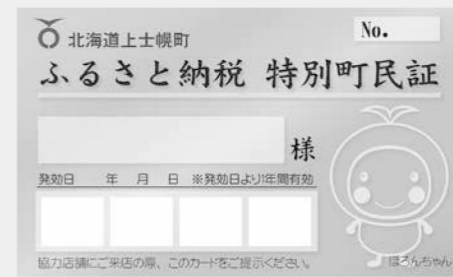 北海道上士幌町
No.
ふるさと納税 特別町民証
様
発効日 年 月 日 ※発効日より1年間有効
協力店舗にご来店の際、このカードをご提示ください。
ほろんちゃん